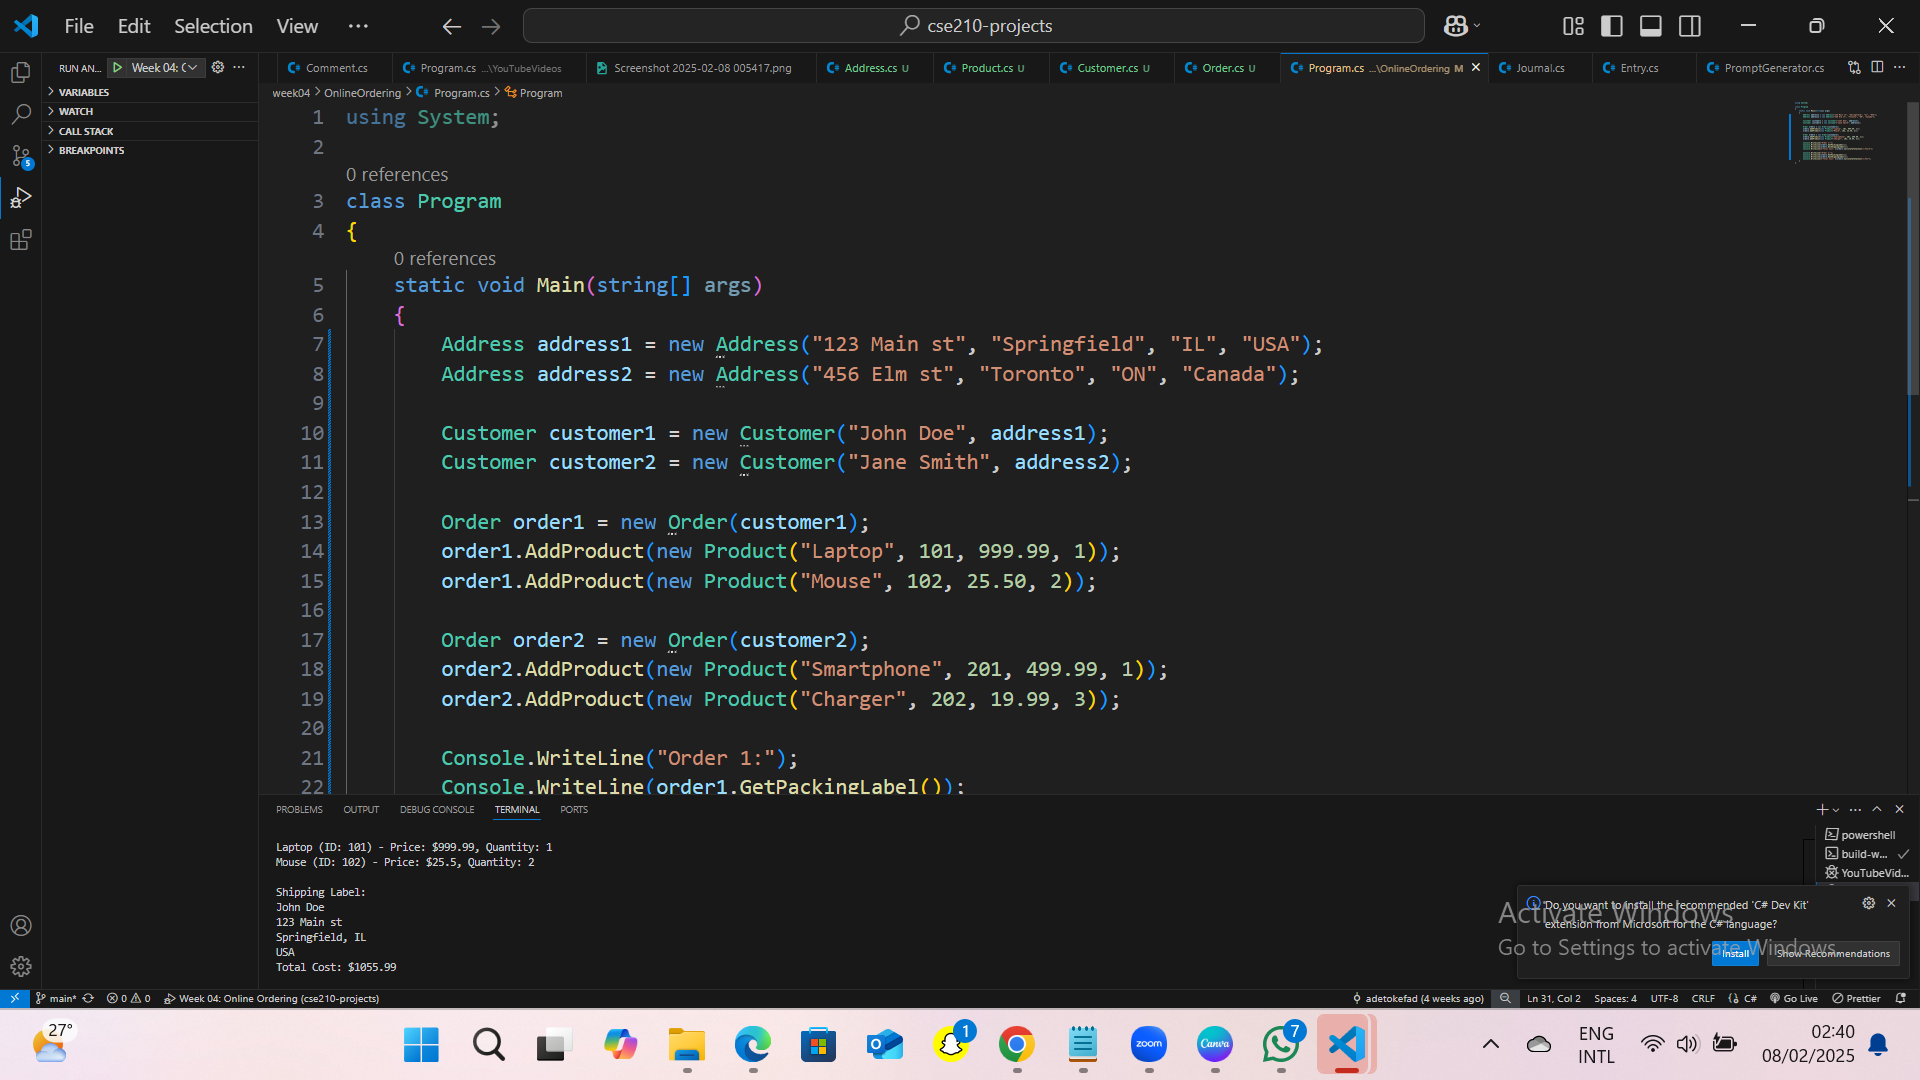 File Edit Selection View ··· cse210-projects
RUN AN... Week 04: (
VARIABLES
WATCH
CALL STACK
BREAKPOINTS
Comment.cs Program.cs ...\YouTubeVideos Screenshot 2025-02-08 005417.png Address.cs U Product.cs U Customer.cs U Order.cs U Program.cs ...\OnlineOrdering M Journal.cs Entry.cs PromptGenerator.cs
week04 > OnlineOrdering > Program.cs > Program
1 using System;
2
0 references
3 class Program
4 {
0 references
5 static void Main(string[] args)
6 {
7 Address address1 = new Address("123 Main st", "Springfield", "IL", "USA");
8 Address address2 = new Address("456 Elm st", "Toronto", "ON", "Canada");
9
10 Customer customer1 = new Customer("John Doe", address1);
11 Customer customer2 = new Customer("Jane Smith", address2);
12
13 Order order1 = new Order(customer1);
14 order1.AddProduct(new Product("Laptop", 101, 999.99, 1));
15 order1.AddProduct(new Product("Mouse", 102, 25.50, 2));
16
17 Order order2 = new Order(customer2);
18 order2.AddProduct(new Product("Smartphone", 201, 499.99, 1));
19 order2.AddProduct(new Product("Charger", 202, 19.99, 3));
20
21 Console.WriteLine("Order 1:");
22 Console.WriteLine(order1.GetPackingLabel());
PROBLEMS OUTPUT DEBUG CONSOLE TERMINAL PORTS
Laptop (ID: 101) - Price: $999.99, Quantity: 1
Mouse (ID: 102) - Price: $25.5, Quantity: 2
Shipping Label:
John Doe
123 Main st
Springfield, IL
USA
Total Cost: $1055.99
powershell
build-w...
YouTubeVid...
Do you want to install the recommended 'C# Dev Kit'
extension from Microsoft for the C# language?
Install Show Recommendations
Activate Windows
Go to Settings to activate Windows.
5
main* 0 0 Week 04: Online Ordering (cse210-projects) adetokefad (4 weeks ago) Ln 31, Col 2 Spaces: 4 UTF-8 CRLF {} C# Go Live Prettier
27° 1 zoom Canva 7 ENG 02:40
INTL 08/02/2025